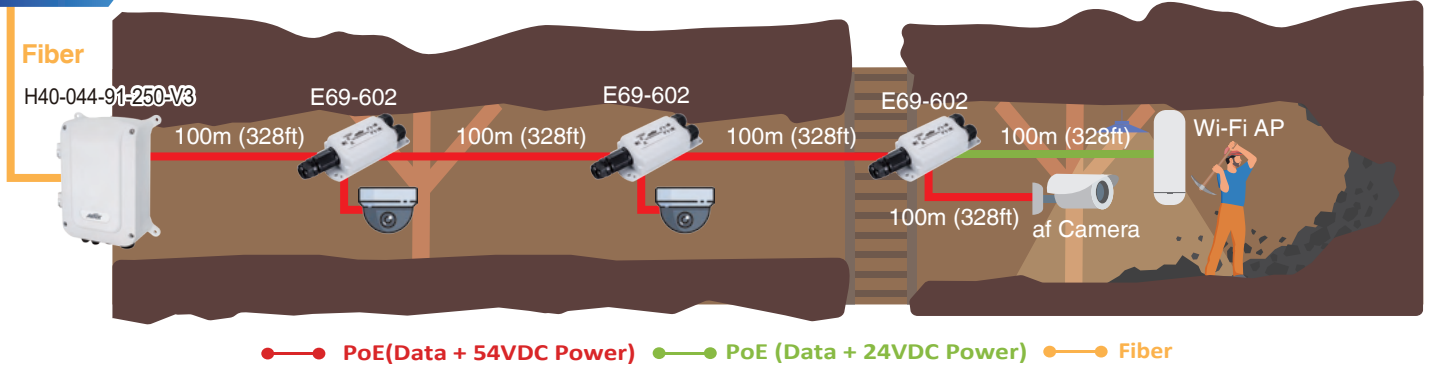 Fiber
H40-044-91-250-V3
E69-602
E69-602
E69-602
100m (328ft)
100m (328ft)
100m (328ft)
100m (328ft)
Wi-Fi AP
100m (328ft)
af Camera
PoE(Data + 54VDC Power)
PoE (Data + 24VDC Power)
Fiber